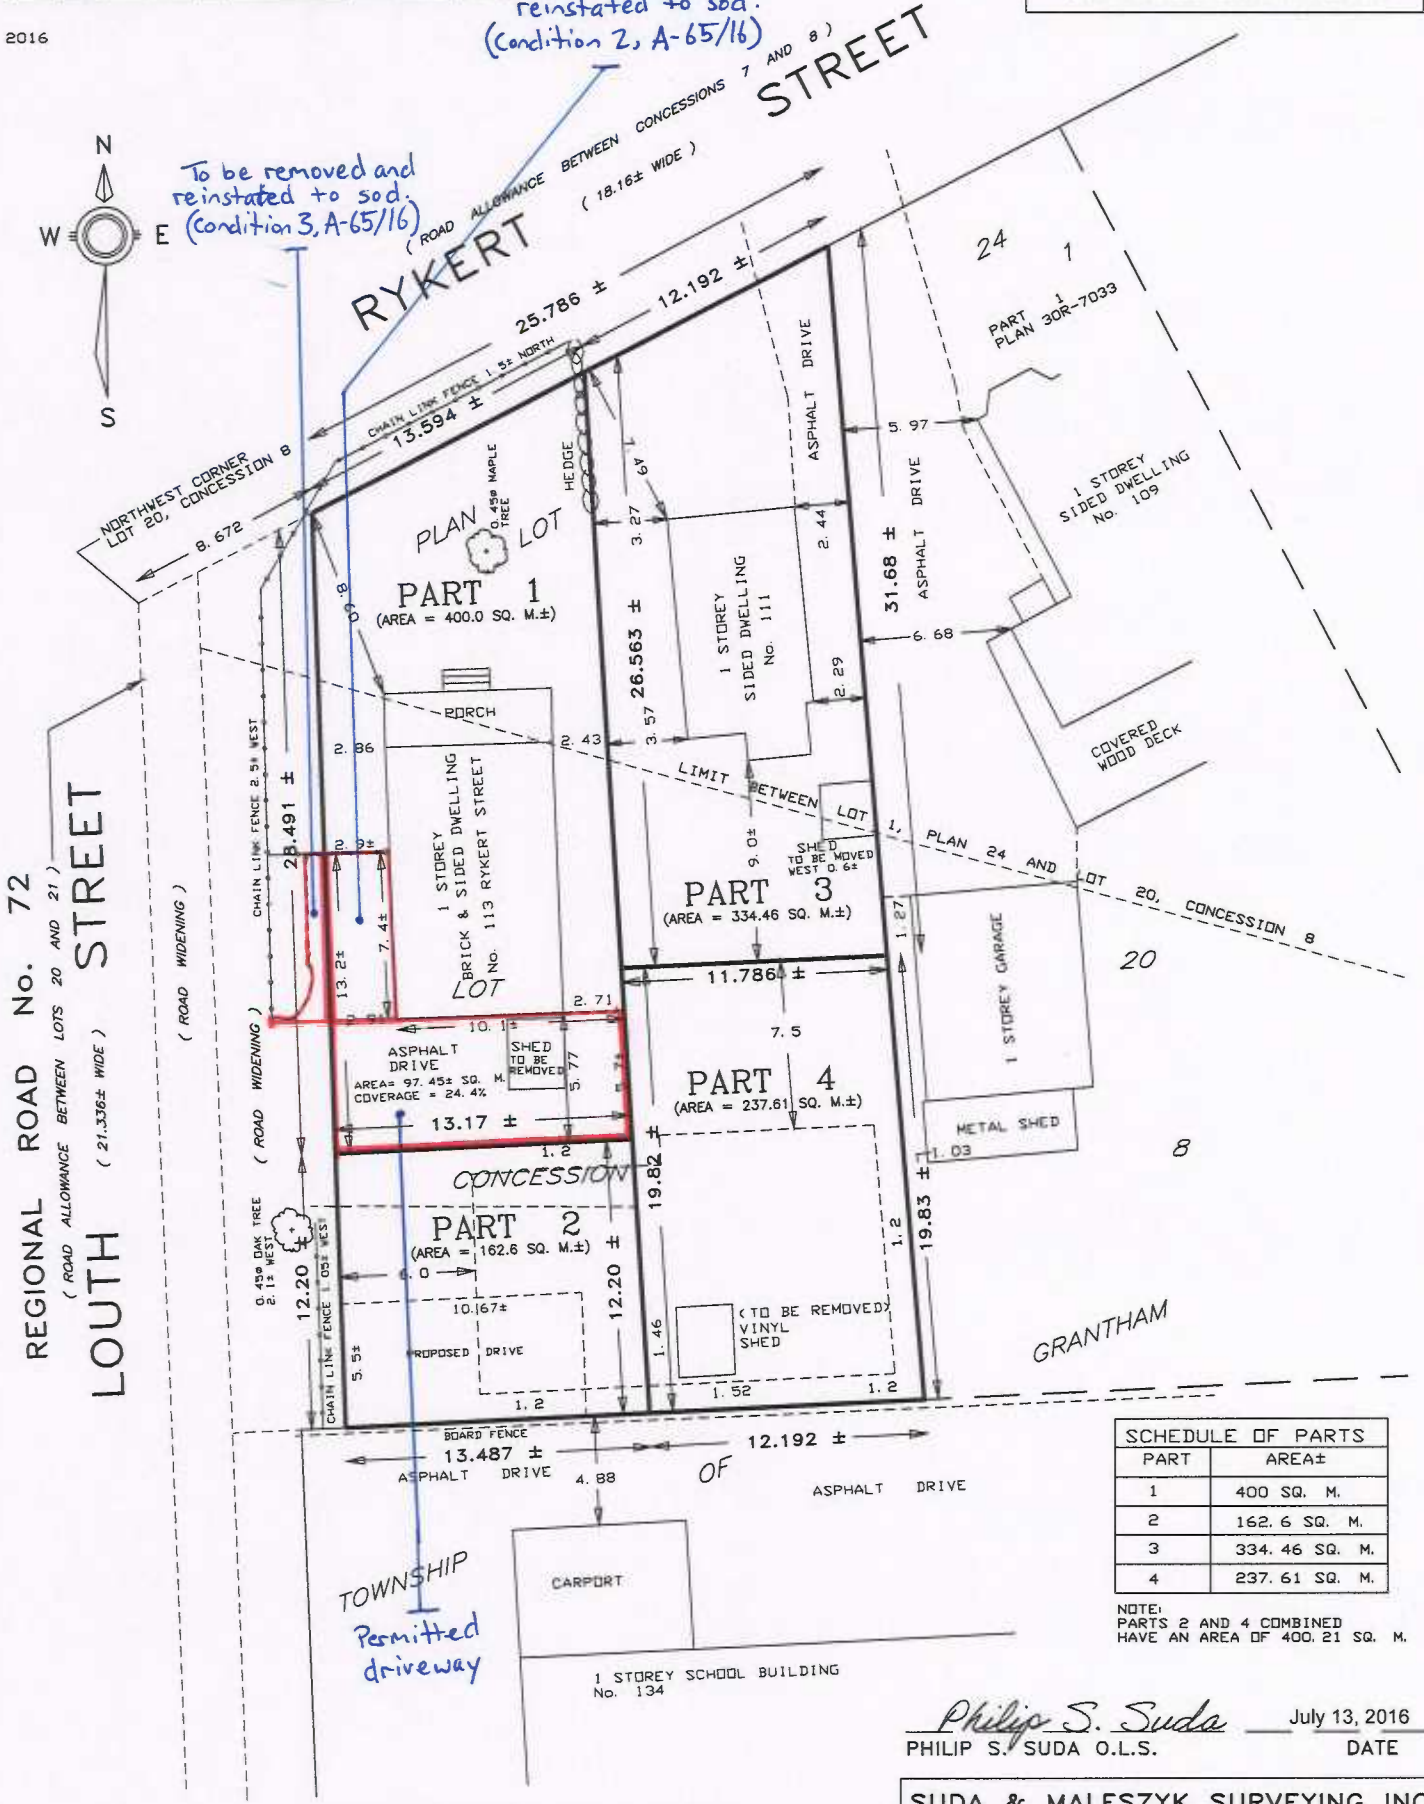 2016
reinstated to sod.
(Condition 2, A-65/16)
N
W
E
S
To be removed and
reinstated to sod.
(Condition 3, A-65/16)
RYKERT
STREET
( ROAD ALLOWANCE BETWEEN CONCESSIONS 7 AND 8 )
( 18.16± WIDE )
25.786 ±
12.192 ±
CHAIN LINK FENCE 1.5± NORTH
13.594 ±
NORTHWEST CORNER
LOT 20, CONCESSION 8
8.672
24
1
PART 1
PLAN 30R-7033
ASPHALT DRIVE
5.97
ASPHALT DRIVE
1 STOREY
SIDED DWELLING
No. 109
HEDGE
0.45ø MAPLE
TREE
PLAN
LOT
PART 1
(AREA = 400.0 SQ. M.±)
8.60
7.49
3.27
2.44
31.68 ±
1 STOREY
SIDED DWELLING
No. 111
26.563 ±
6.68
2.29
3.57
COVERED
WOOD DECK
PORCH
2.86
2.43
CHAIN LINK FENCE 2.5± WEST
28.491 ±
1 STOREY
BRICK & SIDED DWELLING
No. 113 RYKERT STREET
LIMIT BETWEEN LOT 1, PLAN 24 AND LOT 20, CONCESSION 8
9.0±
SHED
TO BE MOVED
WEST 0.6±
PART 3
(AREA = 334.46 SQ. M.±)
2.9±
13.2±
7.4±
LOT
2.71
11.786 ±
1.27
1 STOREY GARAGE
20
REGIONAL ROAD No. 72
( ROAD ALLOWANCE BETWEEN LOTS 20 AND 21 )
LOUTH STREET
( 21.336± WIDE )
( ROAD WIDENING )
( ROAD WIDENING )
10.1±
ASPHALT
DRIVE
AREA= 97.45± SQ. M.
COVERAGE = 24.4%
SHED
TO BE
REMOVED
5.77
13.17 ±
1.2
7.5
PART 4
(AREA = 237.61 SQ. M.±)
METAL SHED
1.03
8
CONCESSION
19.82 ±
19.83 ±
1.2
PART 2
(AREA = 162.6 SQ. M.±)
0.45ø OAK TREE
2.1± WEST
12.20 ±
CHAIN LINK FENCE 1.05± WEST
6.0
10.67±
12.20 ±
5.5±
PROPOSED DRIVE
1.2
1.46
(TO BE REMOVED)
VINYL
SHED
1.52
1.2
GRANTHAM
BOARD FENCE
13.487 ±
12.192 ±
ASPHALT DRIVE
4.88
OF
ASPHALT DRIVE
TOWNSHIP
CARPORT
Permitted
driveway
1 STOREY SCHOOL BUILDING
No. 134
SCHEDULE OF PARTS
PART AREA±
1 400 SQ. M.
2 162.6 SQ. M.
3 334.46 SQ. M.
4 237.61 SQ. M.
NOTE:
PARTS 2 AND 4 COMBINED
HAVE AN AREA OF 400.21 SQ. M.
Philip S. Suda
July 13, 2016
PHILIP S. SUDA O.L.S.
DATE
SUDA & MALESZYK SURVEYING INC